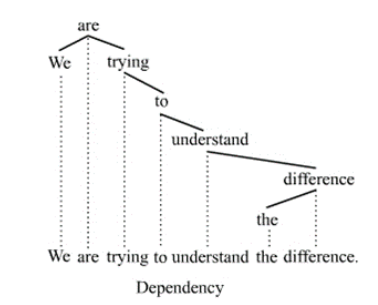 are
We trying
to
understand
difference
the
We are trying to understand the difference.
Dependency